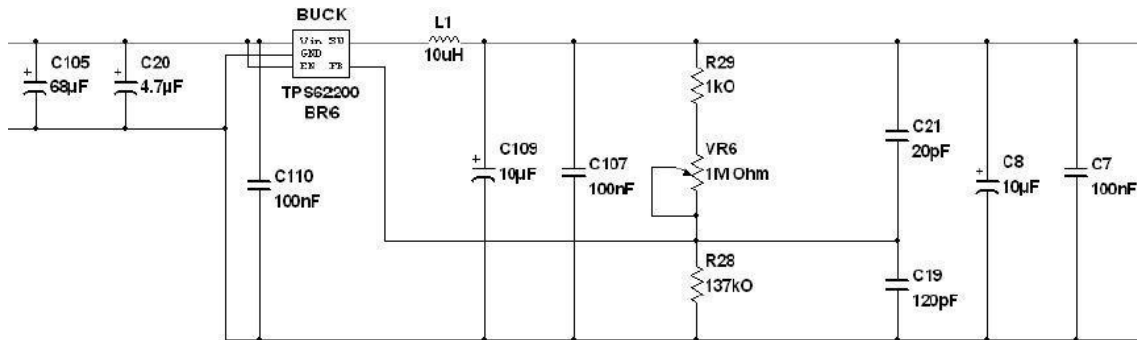 BUCK
Vin SW
GND
EN FB
TPS62200
BR6
L1
10uH
C105
68µF
C20
4.7µF
C110
100nF
C109
10µF
C107
100nF
R29
1kO
VR6
1M Ohm
R28
137kO
C21
20pF
C19
120pF
C8
10µF
C7
100nF
+
+
+
+